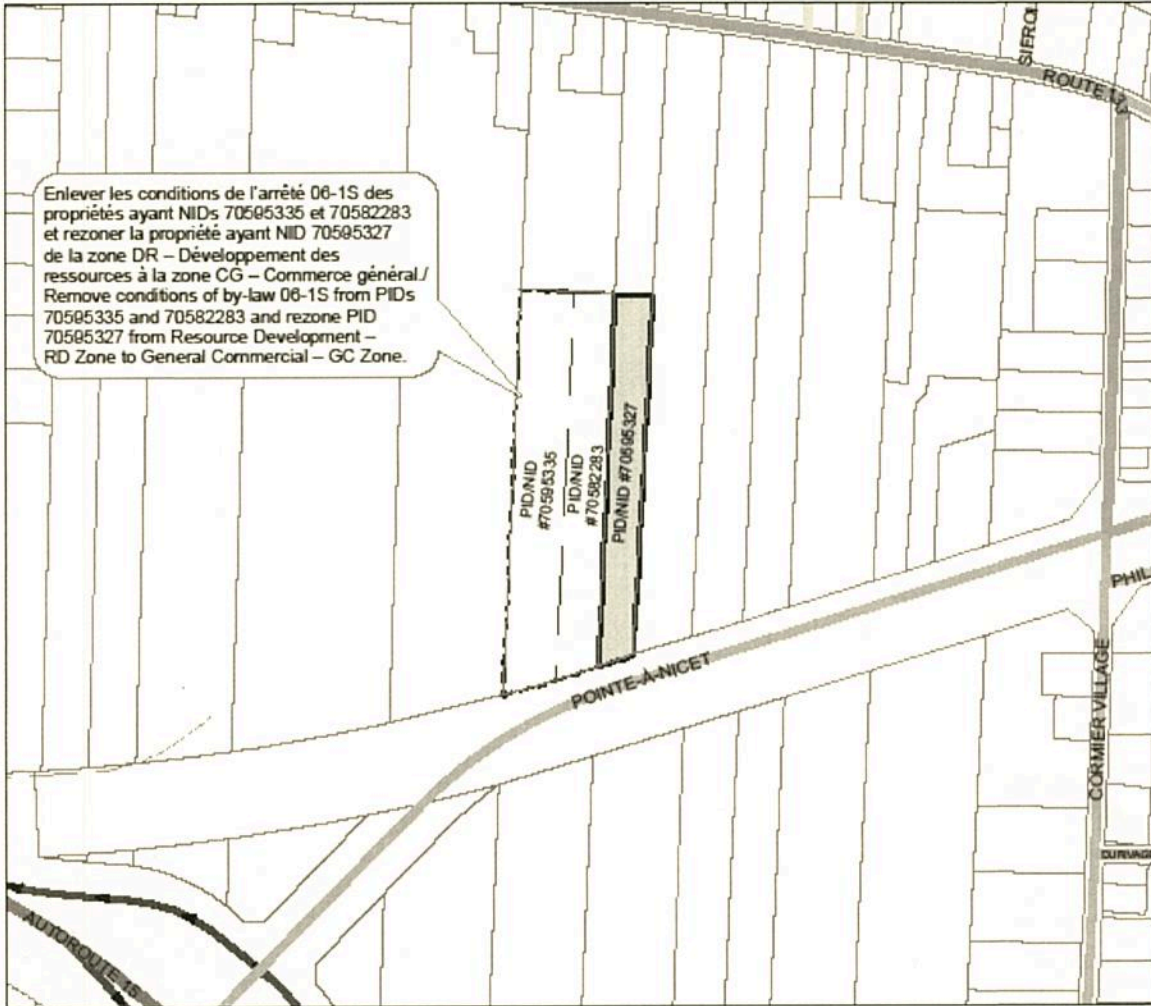 Enlever les conditions de l'arrêté 06-1S des
propriétés ayant NIDs 70595335 et 70582283
et rezoner la propriété ayant NID 70595327
de la zone DR – Développement des
ressources à la zone CG – Commerce général./
Remove conditions of by-law 06-1S from PIDs
70595335 and 70582283 and rezone PID
70595327 from Resource Development –
RD Zone to General Commercial – GC Zone.
ROUTE
PID/NID
#70595335
PID/NID
#70582283
PID/NID #70595327
POINTE-À-NICET
PHIL
CORMIER VILLAGE
AUTOROUTE 15